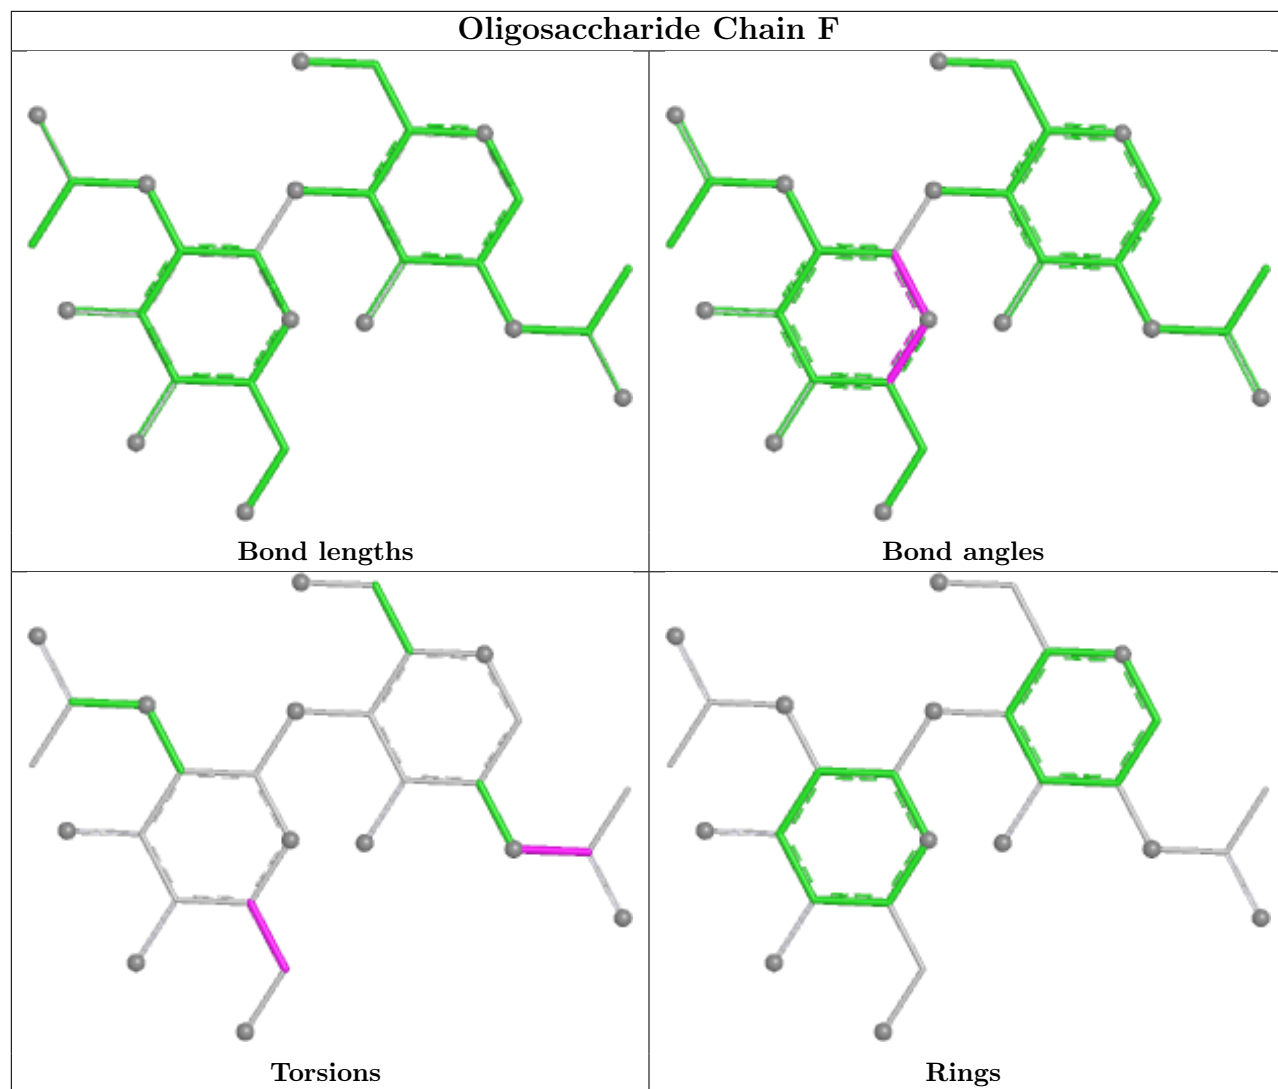 Oligosaccharide Chain F
Bond lengths
Bond angles
Torsions
Rings